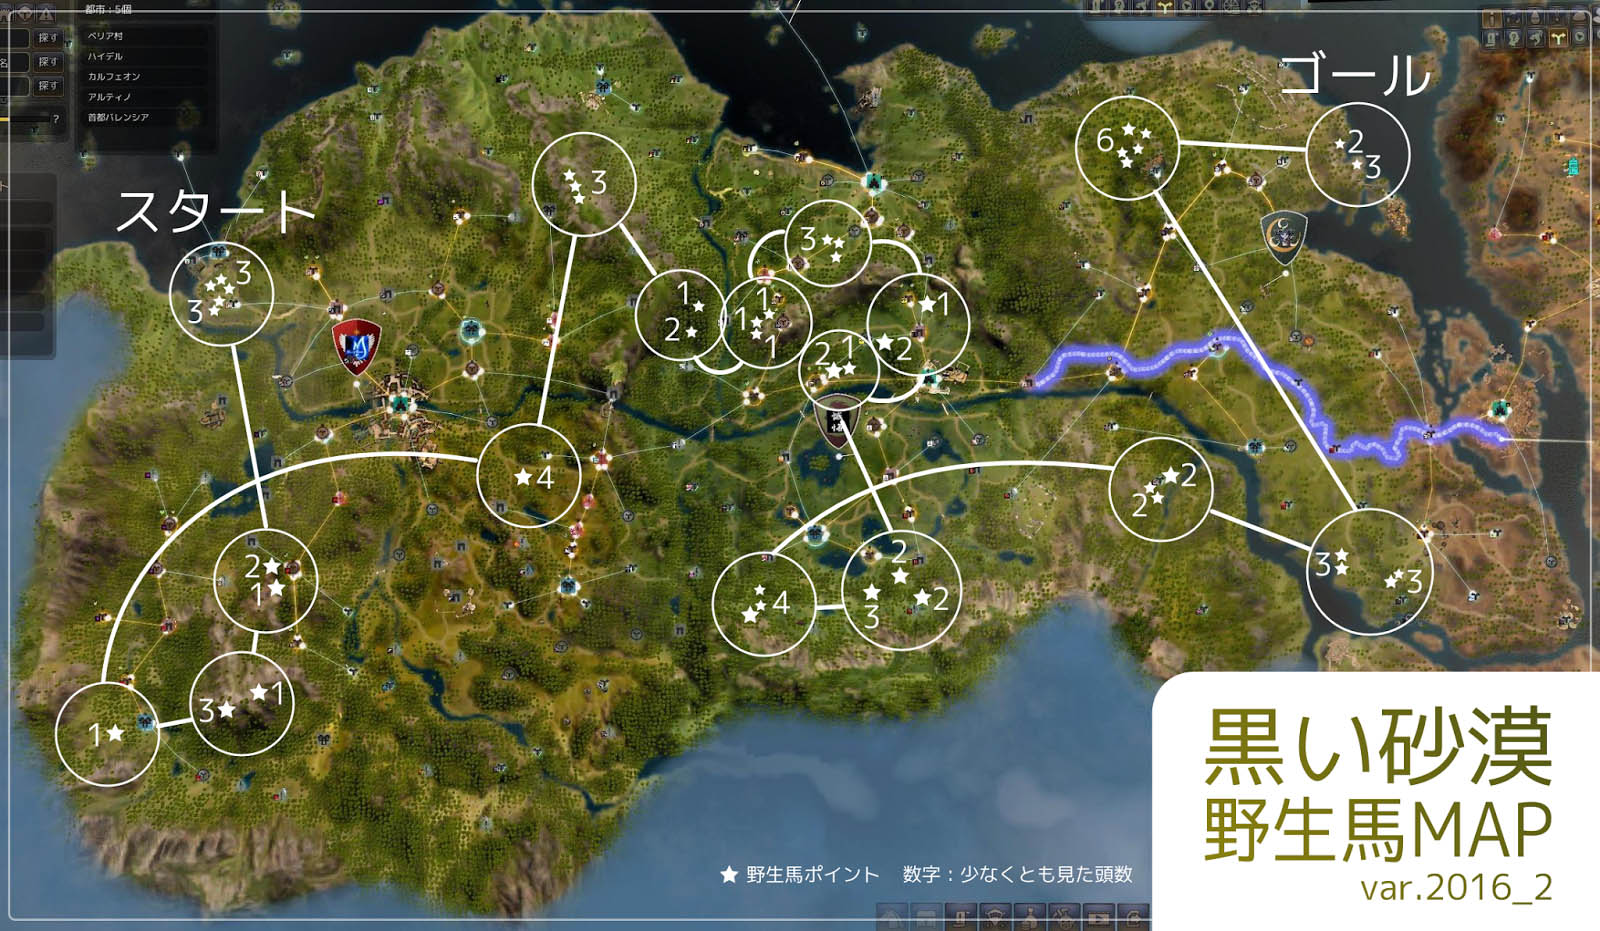 都市：5個
探す
ベリア村
ハイデル
名
探す
カルフェオン
探す
アルティノ
首都バレンシア
?
スタート
ゴール
3
3
3
1
2
3
1
1
1
2
1
1
2
6
2
3
4
2
1
3
1
1
4
2
3
2
2
2
3
3
★ 野生馬ポイント 数字：少なくとも見た頭数
黒い砂漠
野生馬MAP
var.2016_2